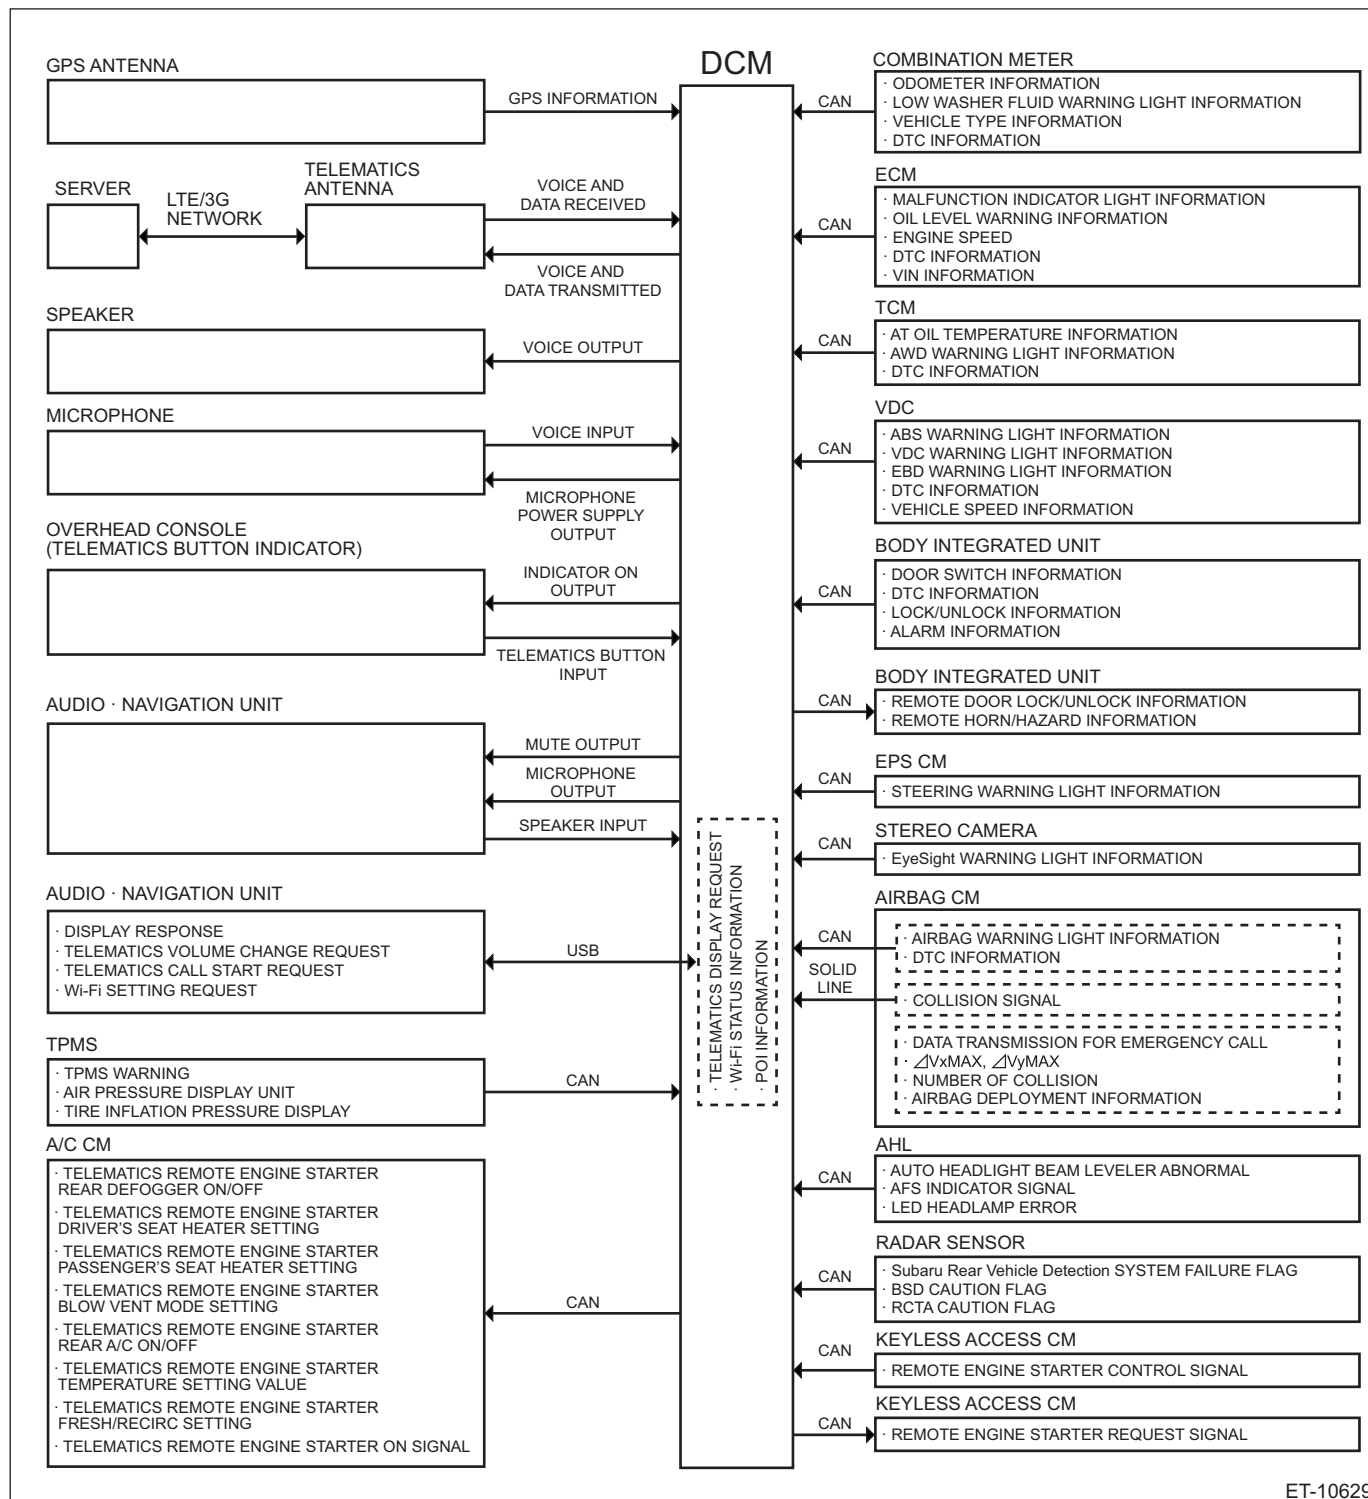 DCM
GPS ANTENNA
GPS INFORMATION
SERVER
LTE/3G
NETWORK
TELEMATICS
ANTENNA
VOICE AND
DATA RECEIVED
VOICE AND
DATA TRANSMITTED
SPEAKER
VOICE OUTPUT
MICROPHONE
VOICE INPUT
MICROPHONE
POWER SUPPLY
OUTPUT
OVERHEAD CONSOLE
(TELEMATICS BUTTON INDICATOR)
INDICATOR ON
OUTPUT
TELEMATICS BUTTON
INPUT
AUDIO · NAVIGATION UNIT
MUTE OUTPUT
MICROPHONE
OUTPUT
SPEAKER INPUT
AUDIO · NAVIGATION UNIT
· DISPLAY RESPONSE
· TELEMATICS VOLUME CHANGE REQUEST
· TELEMATICS CALL START REQUEST
· Wi-Fi SETTING REQUEST
USB
· TELEMATICS DISPLAY REQUEST
· Wi-Fi STATUS INFORMATION
· POI INFORMATION
TPMS
· TPMS WARNING
· AIR PRESSURE DISPLAY UNIT
· TIRE INFLATION PRESSURE DISPLAY
CAN
A/C CM
· TELEMATICS REMOTE ENGINE STARTER
REAR DEFOGGER ON/OFF
· TELEMATICS REMOTE ENGINE STARTER
DRIVER'S SEAT HEATER SETTING
· TELEMATICS REMOTE ENGINE STARTER
PASSENGER'S SEAT HEATER SETTING
· TELEMATICS REMOTE ENGINE STARTER
BLOW VENT MODE SETTING
· TELEMATICS REMOTE ENGINE STARTER
REAR A/C ON/OFF
· TELEMATICS REMOTE ENGINE STARTER
TEMPERATURE SETTING VALUE
· TELEMATICS REMOTE ENGINE STARTER
FRESH/RECIRC SETTING
· TELEMATICS REMOTE ENGINE STARTER ON SIGNAL
CAN
COMBINATION METER
CAN
· ODOMETER INFORMATION
· LOW WASHER FLUID WARNING LIGHT INFORMATION
· VEHICLE TYPE INFORMATION
· DTC INFORMATION
ECM
CAN
· MALFUNCTION INDICATOR LIGHT INFORMATION
· OIL LEVEL WARNING INFORMATION
· ENGINE SPEED
· DTC INFORMATION
· VIN INFORMATION
TCM
CAN
· AT OIL TEMPERATURE INFORMATION
· AWD WARNING LIGHT INFORMATION
· DTC INFORMATION
VDC
CAN
· ABS WARNING LIGHT INFORMATION
· VDC WARNING LIGHT INFORMATION
· EBD WARNING LIGHT INFORMATION
· DTC INFORMATION
· VEHICLE SPEED INFORMATION
BODY INTEGRATED UNIT
CAN
· DOOR SWITCH INFORMATION
· DTC INFORMATION
· LOCK/UNLOCK INFORMATION
· ALARM INFORMATION
BODY INTEGRATED UNIT
CAN
· REMOTE DOOR LOCK/UNLOCK INFORMATION
· REMOTE HORN/HAZARD INFORMATION
EPS CM
CAN
· STEERING WARNING LIGHT INFORMATION
STEREO CAMERA
CAN
· EyeSight WARNING LIGHT INFORMATION
AIRBAG CM
CAN
· AIRBAG WARNING LIGHT INFORMATION
· DTC INFORMATION
SOLID
LINE
· COLLISION SIGNAL
· DATA TRANSMISSION FOR EMERGENCY CALL
· ⊿VxMAX, ⊿VyMAX
· NUMBER OF COLLISION
· AIRBAG DEPLOYMENT INFORMATION
AHL
CAN
· AUTO HEADLIGHT BEAM LEVELER ABNORMAL
· AFS INDICATOR SIGNAL
· LED HEADLAMP ERROR
RADAR SENSOR
CAN
· Subaru Rear Vehicle Detection SYSTEM FAILURE FLAG
· BSD CAUTION FLAG
· RCTA CAUTION FLAG
KEYLESS ACCESS CM
CAN
· REMOTE ENGINE STARTER CONTROL SIGNAL
KEYLESS ACCESS CM
CAN
· REMOTE ENGINE STARTER REQUEST SIGNAL
ET-10629